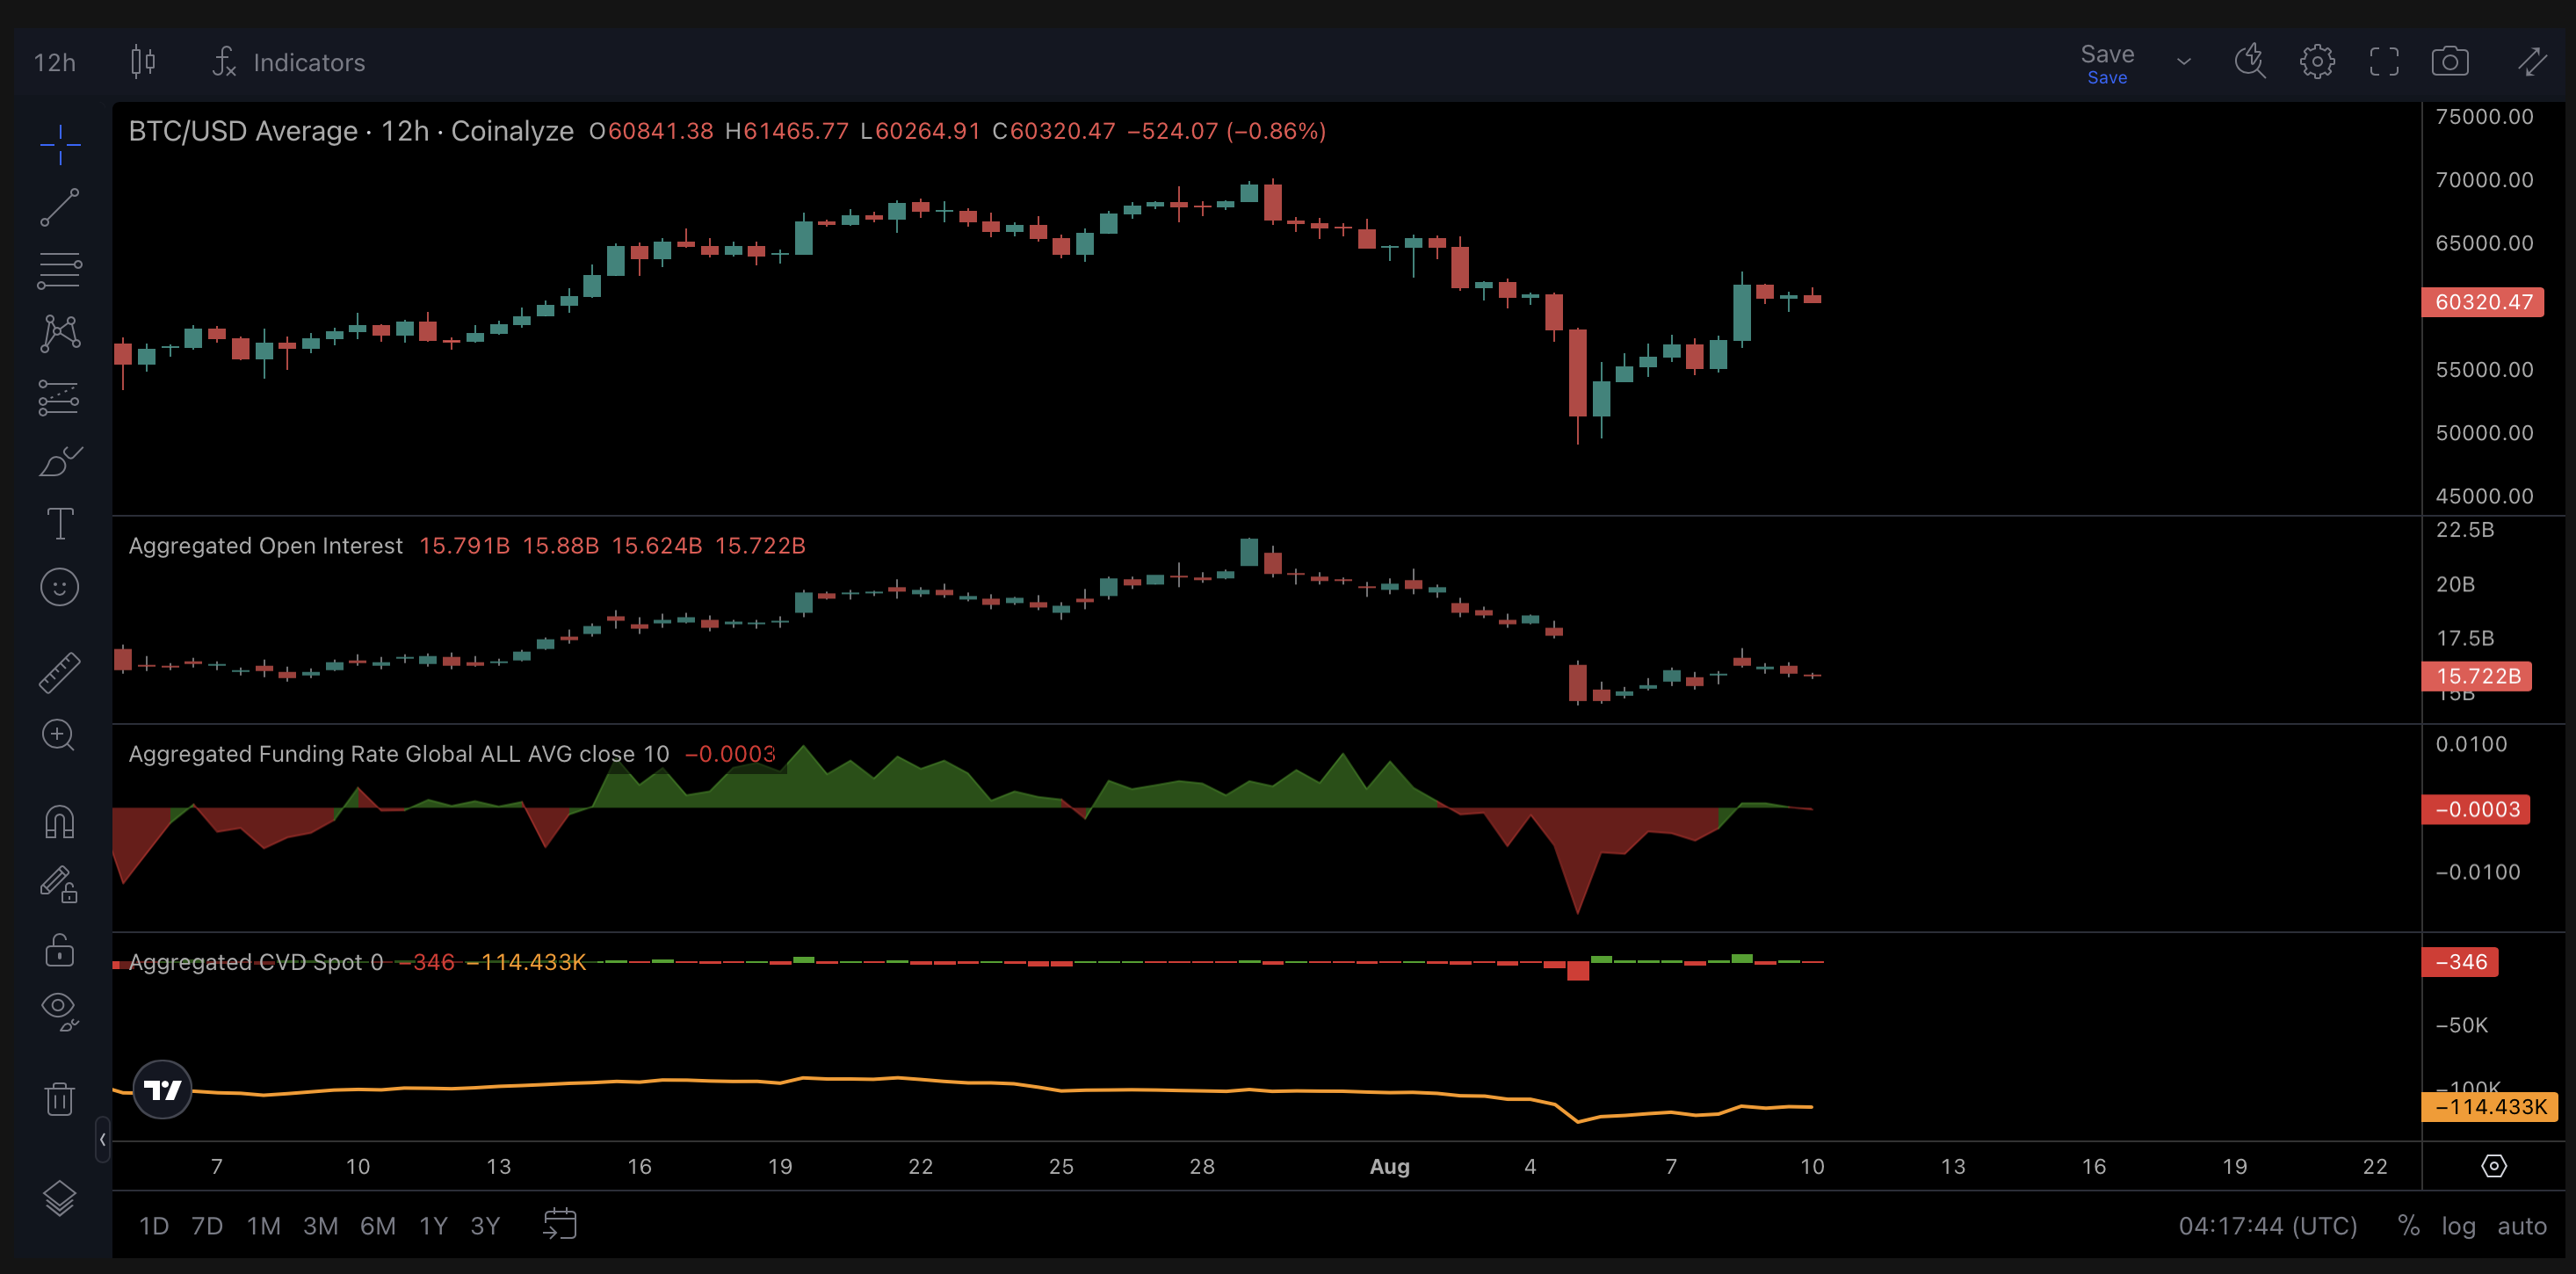 12h Indicators Save
Save
BTC/USD Average · 12h · Coinalyze O60841.38 H61465.77 L60264.91 C60320.47 −524.07 (−0.86%)
75000.00
70000.00
65000.00
60320.47
55000.00
50000.00
45000.00
Aggregated Open Interest 15.791B 15.88B 15.624B 15.722B
22.5B
20B
17.5B
15.722B
15B
Aggregated Funding Rate Global ALL AVG close 10 −0.0003
0.0100
−0.0003
−0.0100
Aggregated CVD Spot 0 −346 −114.433K
−346
−50K
−100K
−114.433K
7 10 13 16 19 22 25 28 Aug 4 7 10 13 16 19 22
1D 7D 1M 3M 6M 1Y 3Y 04:17:44 (UTC) % log auto